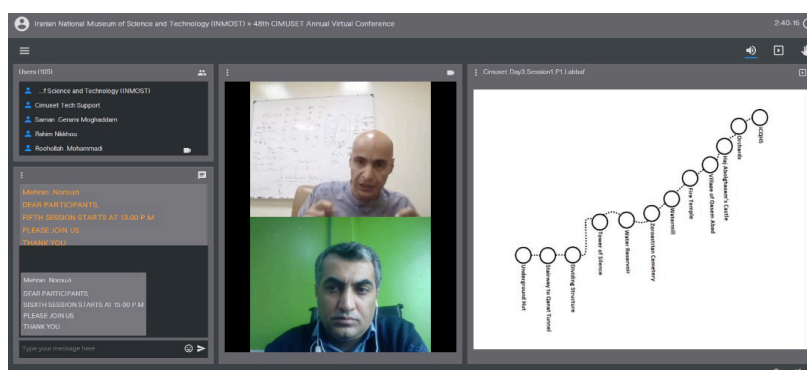 Iranian National Museum of Science and Technology (INMOST) » 48th CIMUSET Annual Virtual Conference
2:40:16
Users (105)
...f Science and Technology (INMOST)
Cimuset Tech Support
Saman .Gerami Moghaddam
Rahim Nikkhou
Roohollah .Mohammadi
Mehran .Norouzi
DEAR PARTICIPANTS,
FIFTH SESSION STARTS AT 13:00 P.M
PLEASE JOIN US
THANK YOU
Mehran .Norouzi
DEAR PARTICIPANTS,
SISXTH SESSION STARTS AT 15:00 P.M
PLEASE JOIN US
THANK YOU
Type your message here
.Cimuset.Day3.Session1.P1.Labbaf
Underground Hut
Stairway to Qanat Tunnel
Dividing Structure
Tower of Silence
Water Reservoir
Zoroastrian Cemetery
Watermill
Fire Temple
Village of Qasem Abad
Iraj Abolghasem's Castle
Orchards
ICQHS